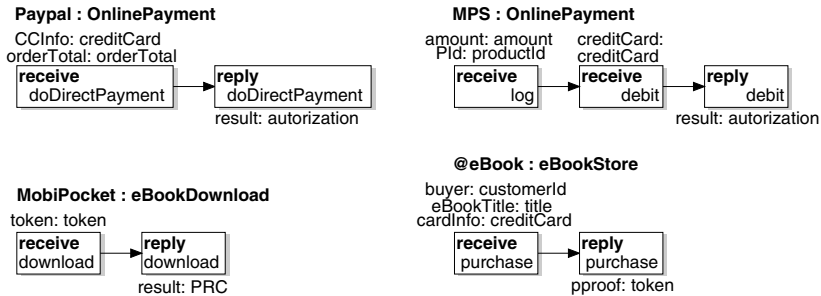 Paypal : OnlinePayment
CCInfo: creditCard
orderTotal: orderTotal
receive
doDirectPayment
reply
doDirectPayment
result: autorization
MPS : OnlinePayment
amount: amount
PId: productId
creditCard:
creditCard
receive
log
receive
debit
reply
debit
result: autorization
MobiPocket : eBookDownload
token: token
receive
download
reply
download
result: PRC
@eBook : eBookStore
buyer: customerId
eBookTitle: title
cardInfo: creditCard
receive
purchase
reply
purchase
pproof: token